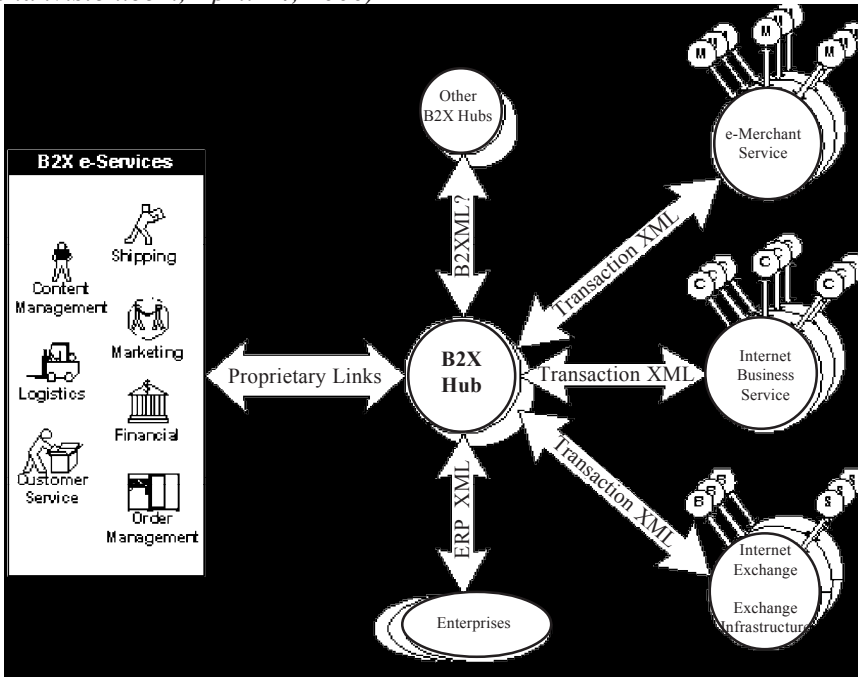 Other
B2X Hubs
B2X e-Services
Shipping
Content
Management
Marketing
Logistics
Financial
Customer
Service
Order
Management
Proprietary Links
B2XML?
B2X
Hub
ERP XML
Enterprises
Transaction XML
Transaction XML
Transaction XML
M
M
M
e-Merchant
Service
C
C
C
C
Internet
Business
Service
B
B
B
S
Internet
Exchange
Exchange
Infrastructure